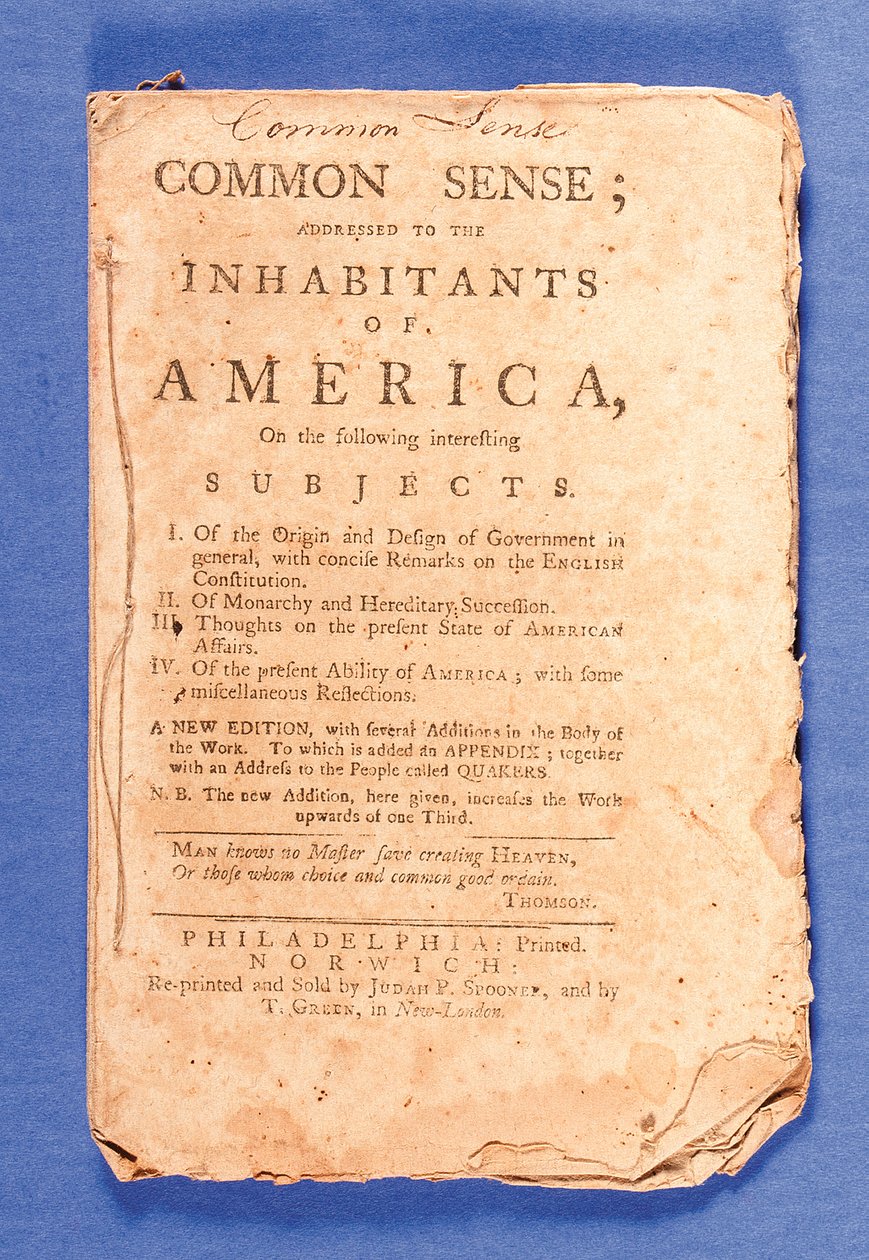 Common Sense
COMMON SENSE;
ADDRESSED TO THE
INHABITANTS
OF
AMERICA,
On the following intereſting
SUBJECTS.
I. Of the Origin and Deſign of Government in
general, with conciſe Remarks on the ENGLISH
Conſtitution.
II. Of Monarchy and Hereditary Succeſſion.
III. Thoughts on the preſent State of AMERICAN
Affairs.
IV. Of the preſent Ability of AMERICA; with ſome
miſcellaneous Reflections.
A NEW EDITION, with ſeveral Additions in the Body of
the Work. To which is added an APPENDIX; together
with an Addreſs to the People called QUAKERS.
N. B. The new Addition, here given, increaſes the Work
upwards of one Third.
MAN knows no Maſter ſave creating HEAVEN,
Or thoſe whom choice and common good ordain.
THOMSON.
PHILADELPHIA: Printed.
NORWICH:
Re-printed and Sold by JUDAH P. SPOONER, and by
T. GREEN, in New-London.